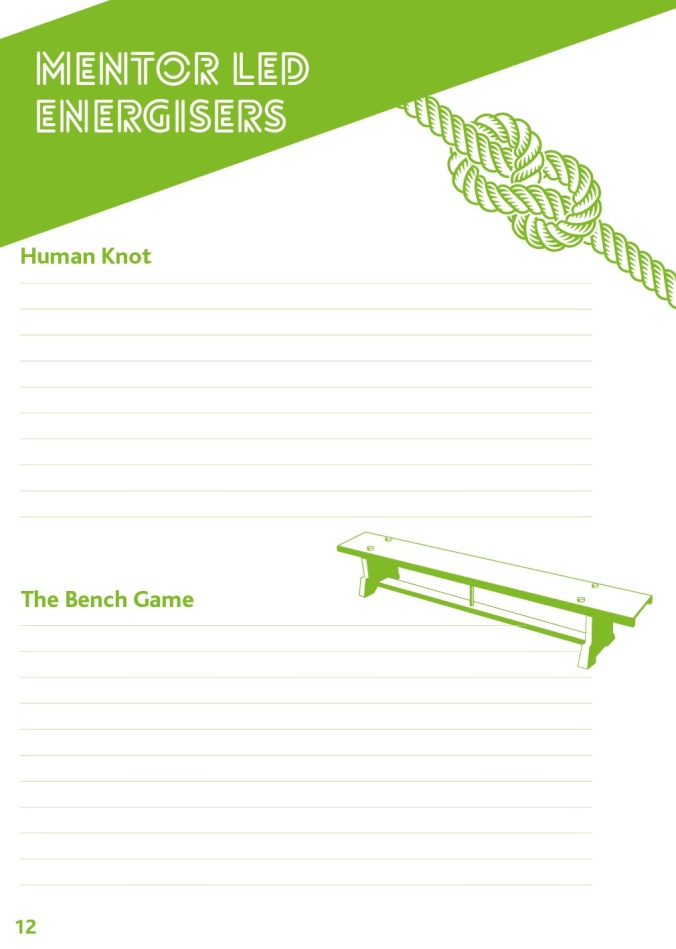 MENTOR LED
ENERGISERS
Human Knot
The Bench Game
12